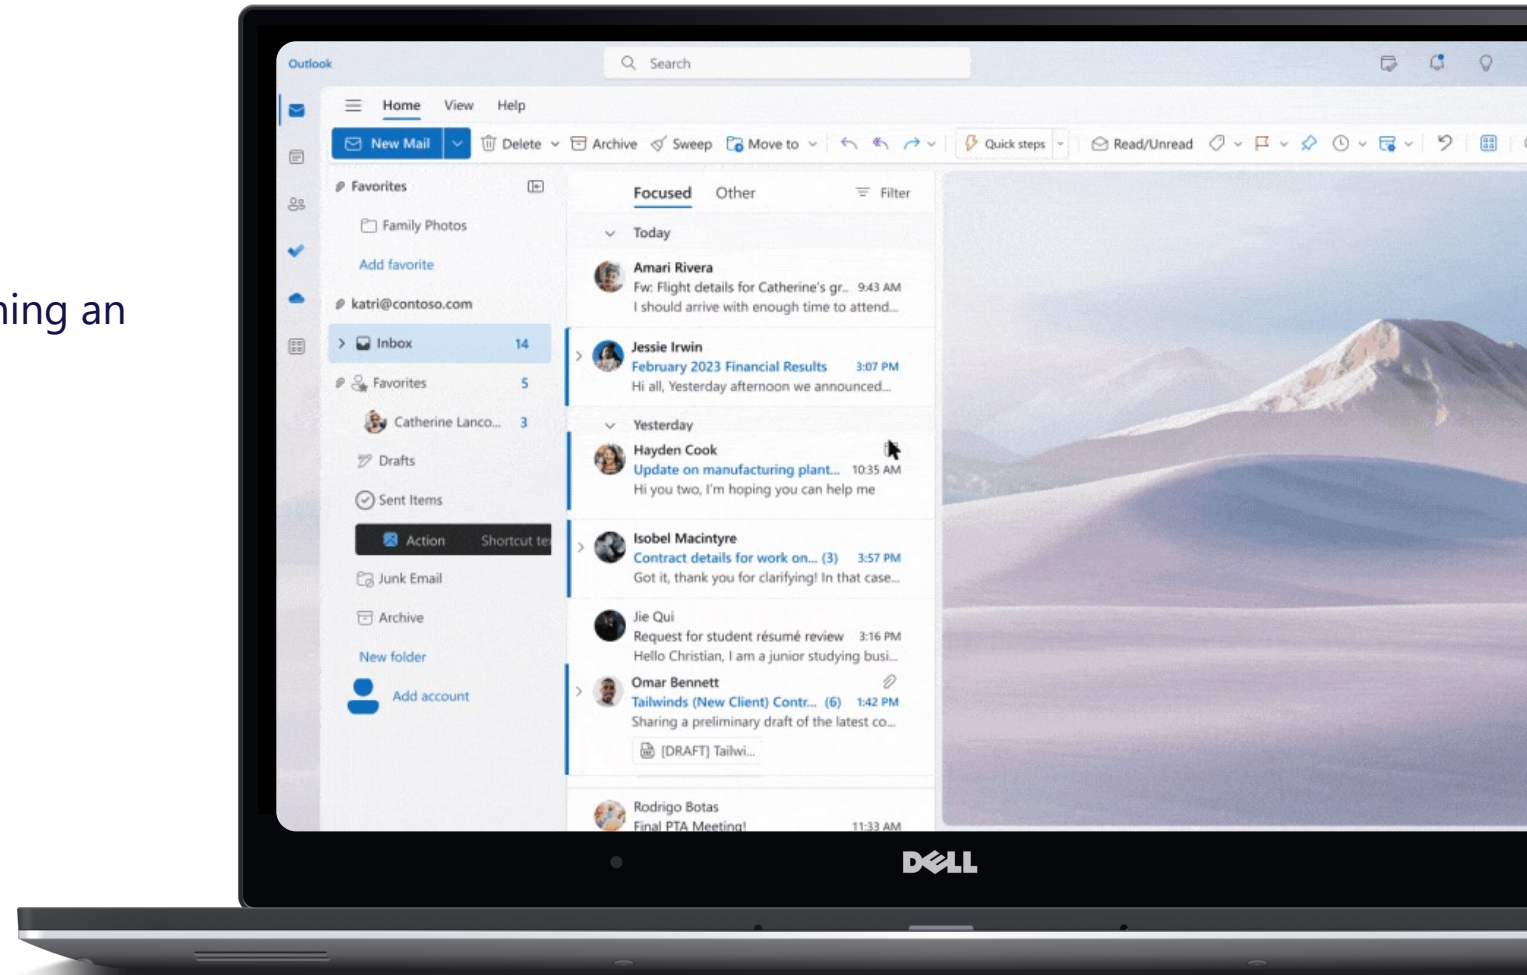 ning an
Outlook
Search
Home View Help
New Mail Delete Archive Sweep Move to Quick steps Read/Unread
Favorites
Family Photos
Add favorite
katri@contoso.com
Inbox 14
Favorites 5
Catherine Lanco... 3
Drafts
Sent Items
Action Shortcut te
Junk Email
Archive
New folder
Add account
Focused Other Filter
Today
Amari Rivera
Fw: Flight details for Catherine's gr... 9:43 AM
I should arrive with enough time to attend...
Jessie Irwin
February 2023 Financial Results 3:07 PM
Hi all, Yesterday afternoon we announced...
Yesterday
Hayden Cook
Update on manufacturing plant... 10:35 AM
Hi you two, I'm hoping you can help me
Isobel Macintyre
Contract details for work on... (3) 3:57 PM
Got it, thank you for clarifying! In that case...
Jie Qui
Request for student résumé review 3:16 PM
Hello Christian, I am a junior studying busi...
Omar Bennett
Tailwinds (New Client) Contr... (6) 1:42 PM
Sharing a preliminary draft of the latest co...
[DRAFT] Tailwi...
Rodrigo Botas
Final PTA Meeting! 11:33 AM
DELL